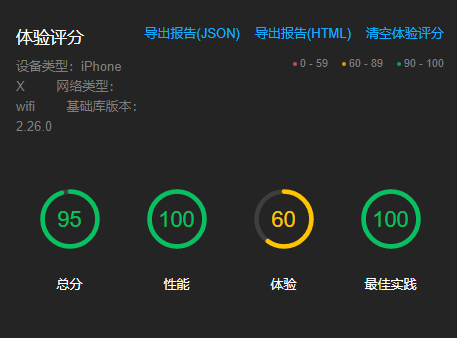 体验评分 导出报告(JSON) 导出报告(HTML) 清空体验评分
设备类型：iPhone 0 - 59 60 - 89 90 - 100
X 网络类型：
wifi 基础库版本：
2.26.0
95 100 60 100
总分 性能 体验 最佳实践